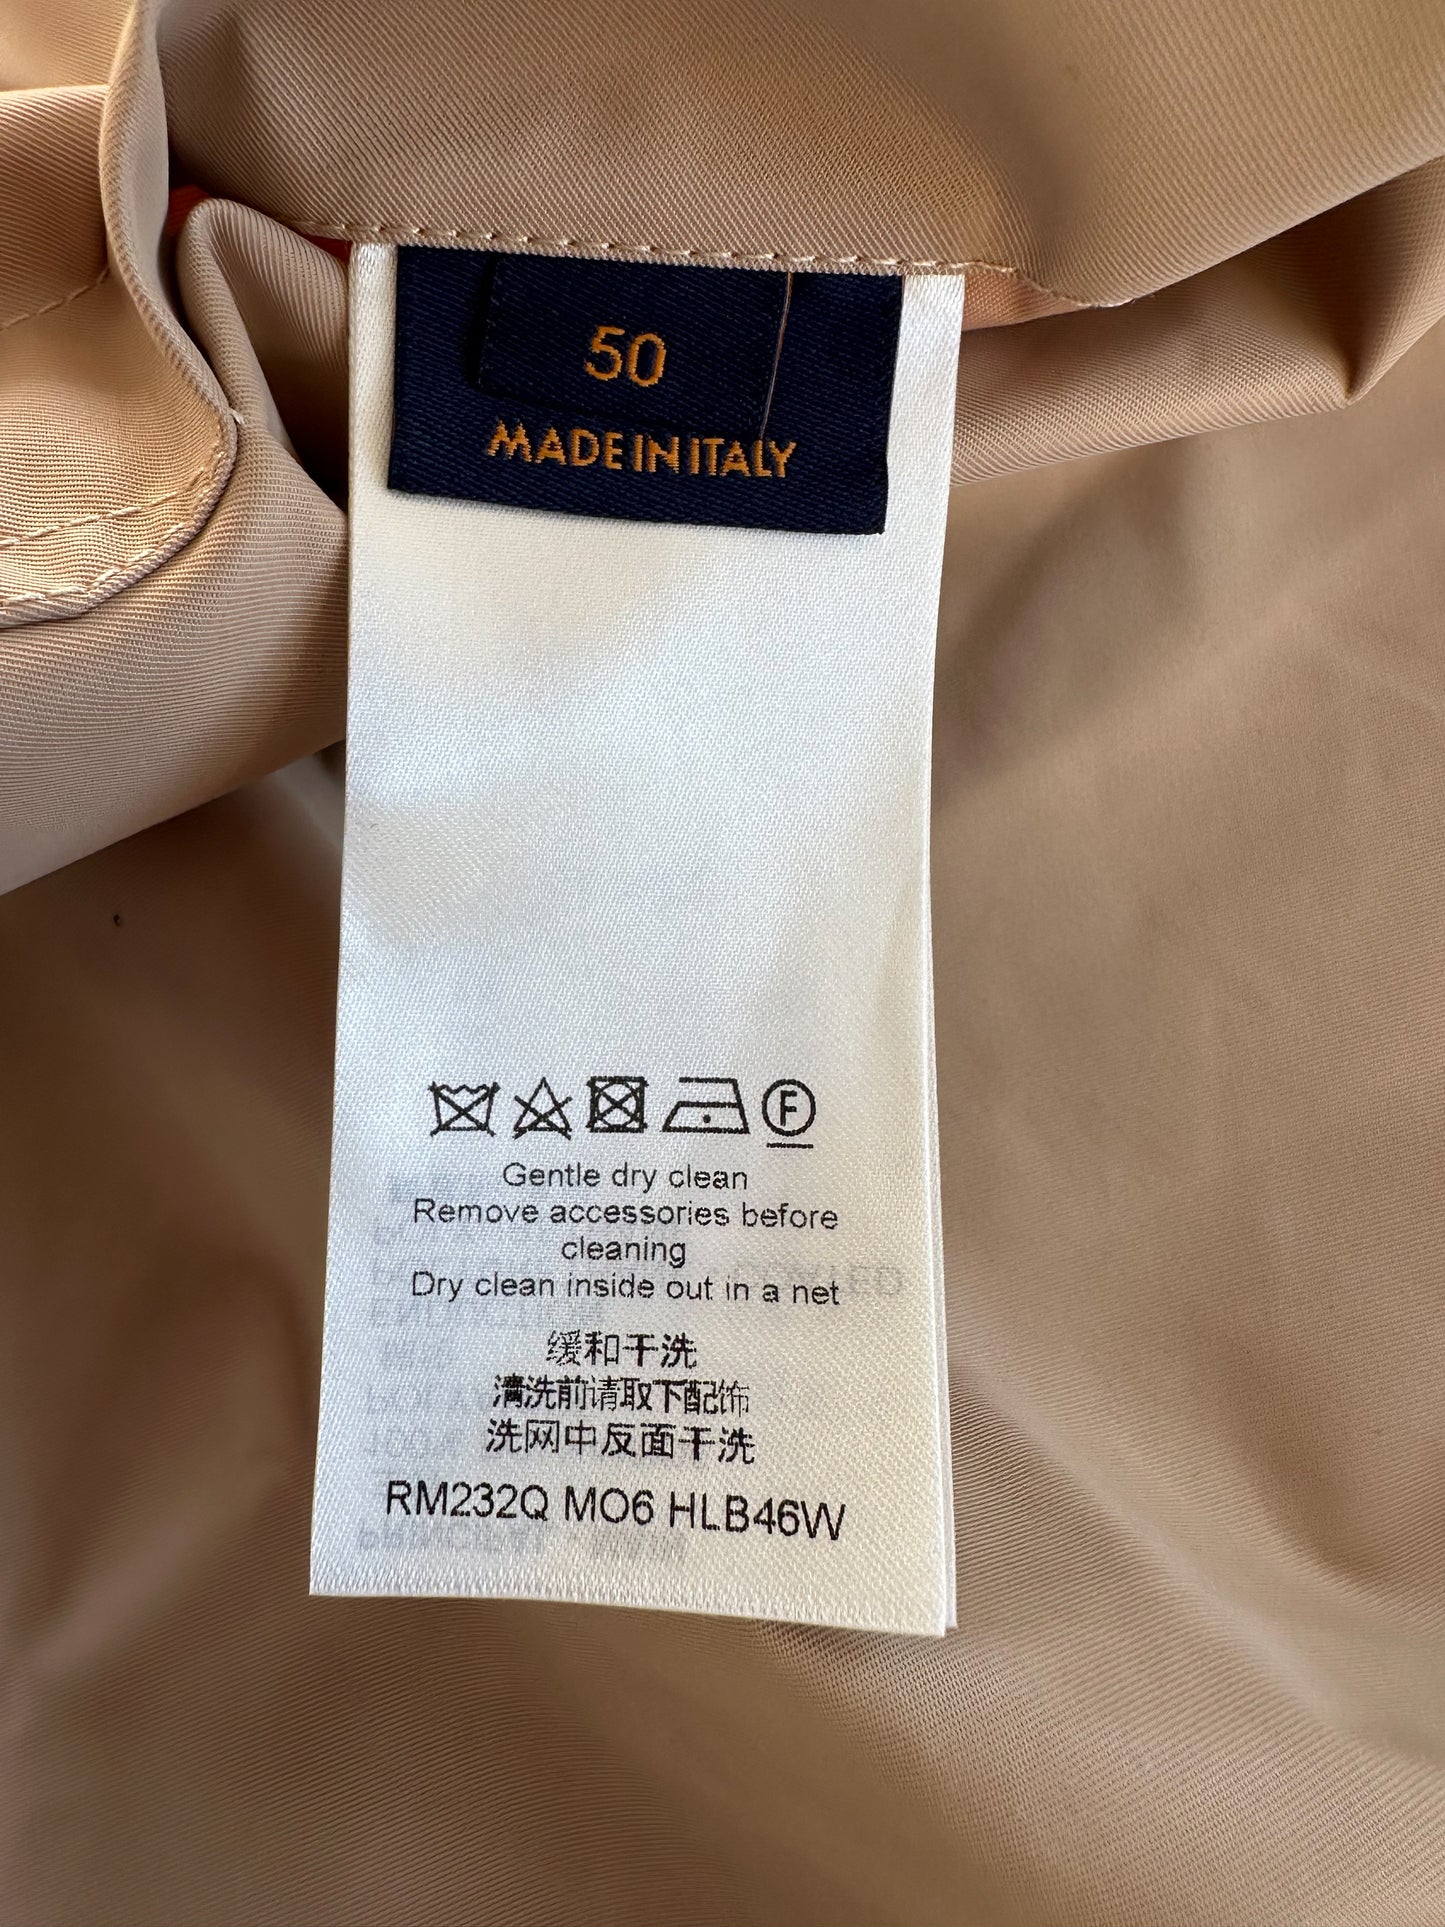 50
MADE IN ITALY
F
Gentle dry clean
Remove accessories before
cleaning
Dry clean inside out in a net
缓和干洗
清洗前请取下配饰
洗网中反面干洗
RM232Q MO6 HLB46W